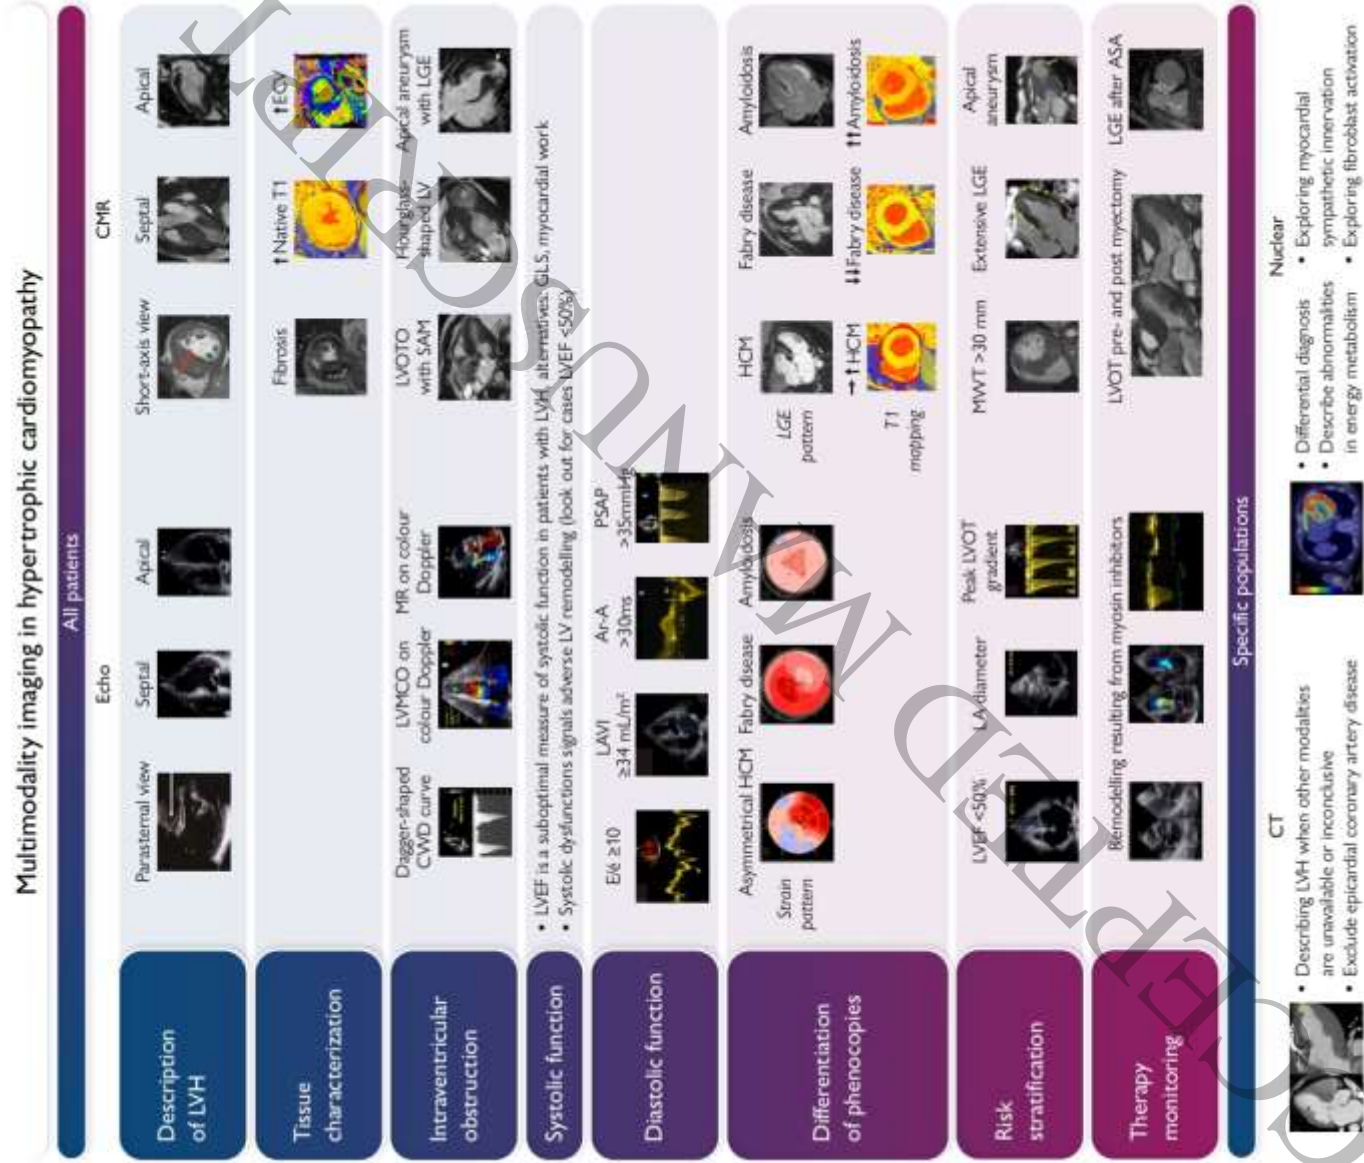 Multimodality imaging in hypertrophic cardiomyopathy
All patients
Echo
CMR
Description
of LVH
Parasternal view
Septal
Apical
Short-axis view
Septal
Apical
Tissue
characterization
Fibrosis
↑Native T1
↑ECV
Intraventricular
obstruction
Dagger-shaped
CWD curve
LVMCO on
colour Doppler
MR on colour
Doppler
LVOTO
with SAM
Hourglass-
shaped LV
Apical aneurysm
with LGE
Systolic function
• LVEF is a suboptimal measure of systolic function in patients with LVH, alternatives: GLS, myocardial work
• Systolic dysfunctions signals adverse LV remodelling (look out for cases LVEF <50%)
Diastolic function
E/é ≥10
LAVI
≥34 mL/m²
Ar-A
>30ms
PSAP
>35mmHg
Differentiation
of phenocopies
Strain
pattern
Asymmetrical HCM
Fabry disease
Amyloidosis
LGE
pattern
HCM
Fabry disease
Amyloidosis
T1
mapping
→↑HCM
↓↓Fabry disease
↑↑Amyloidosis
Risk
stratification
LVEF <50%
LA diameter
Peak LVOT
gradient
MWT >30 mm
Extensive LGE
Apical
aneurysm
Therapy
monitoring
Remodelling resulting from myosin inhibitors
LVOT pre- and post myectomy
LGE after ASA
Specific populations
CT
• Describing LVH when other modalities
are unavailable or inconclusive
• Exclude epicardial coronary artery disease
Nuclear
• Differential diagnosis
• Describe abnormalities
in energy metabolism
• Exploring myocardial
sympathetic innervation
• Exploring fibroblast activation
CEPTED MANUSCRIPT